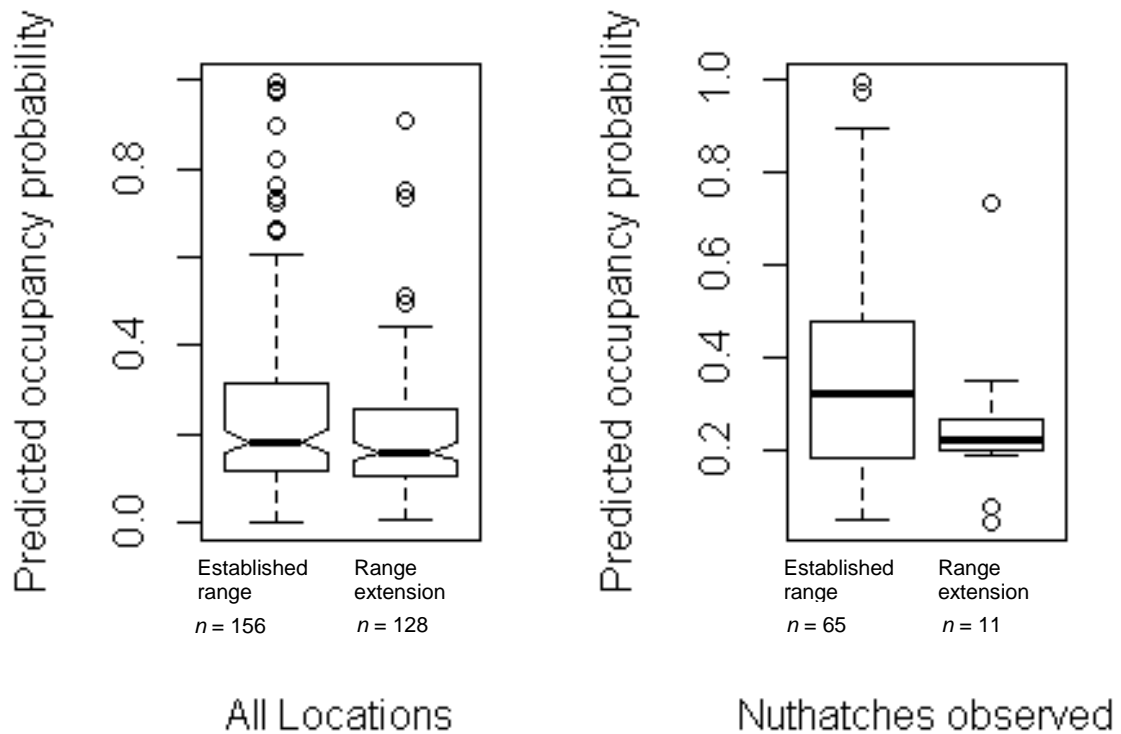 Predicted occupancy probability
0.8
0.4
0.0
Established
range
n = 156
Range
extension
n = 128
All Locations
Predicted occupancy probability
1.0
0.8
0.6
0.4
0.2
Established
range
n = 65
Range
extension
n = 11
Nuthatches observed